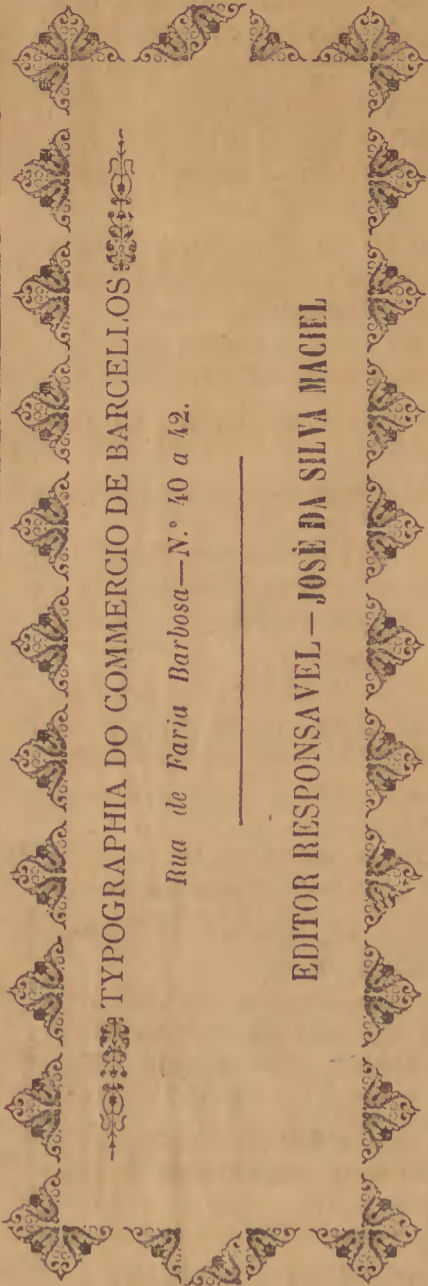 TYPOGRAPHIA DO COMMERCIO DE BARCELLOS
Rua de Faria Barbosa—N.º 40 a 42.
EDITOR RESPONSAVEL—JOSÉ DA SILVA MACIEL